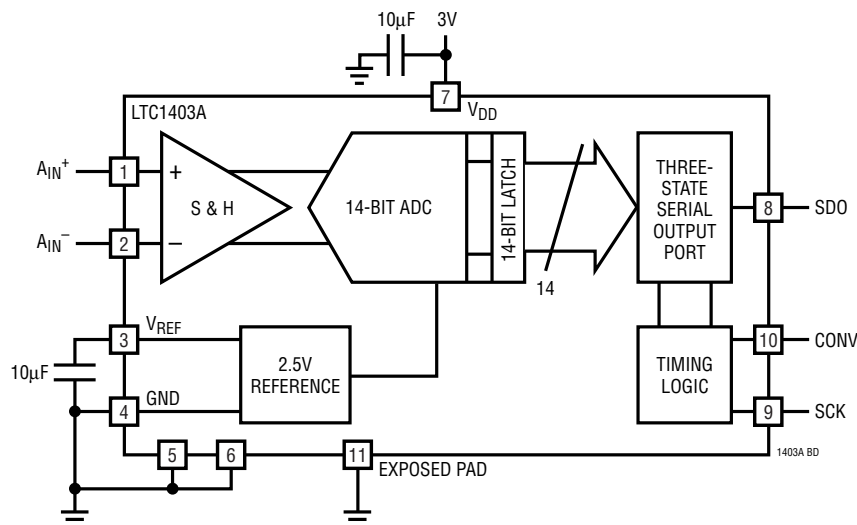 10µF
3V
7
LTC1403A
VDD
AIN+
1
+
S & H
14-BIT ADC
14-BIT LATCH
THREE-
STATE
SERIAL
OUTPUT
PORT
8
SDO
AIN–
2
–
14
3
VREF
10µF
2.5V
REFERENCE
10
CONV
TIMING
LOGIC
4
GND
9
SCK
5
6
11
EXPOSED PAD
1403A BD